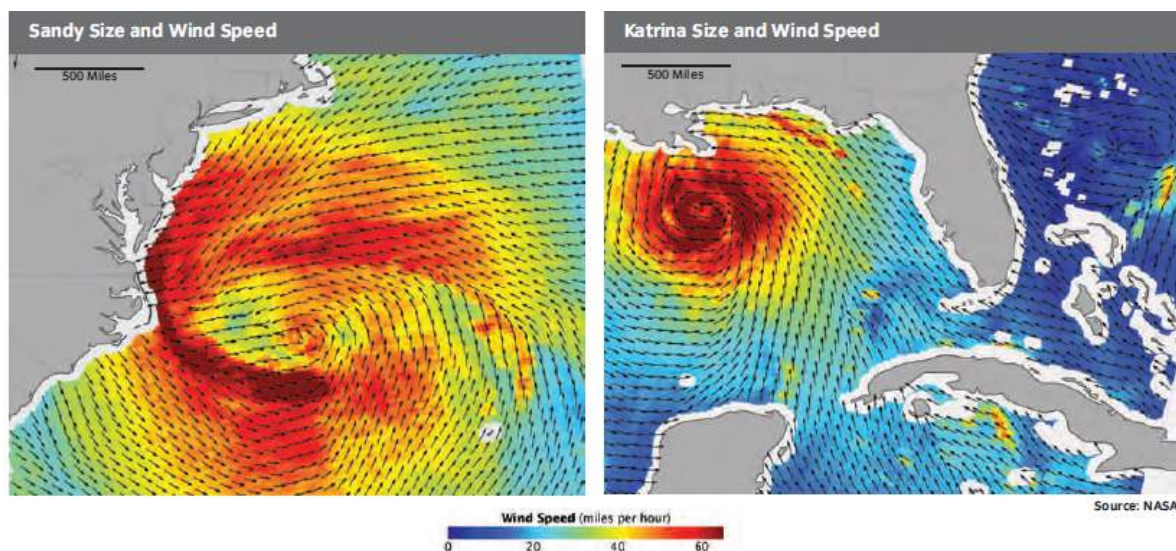 Sandy Size and Wind Speed
500 Miles
Katrina Size and Wind Speed
500 Miles
Source: NASA
Wind Speed (miles per hour)
0 20 40 60